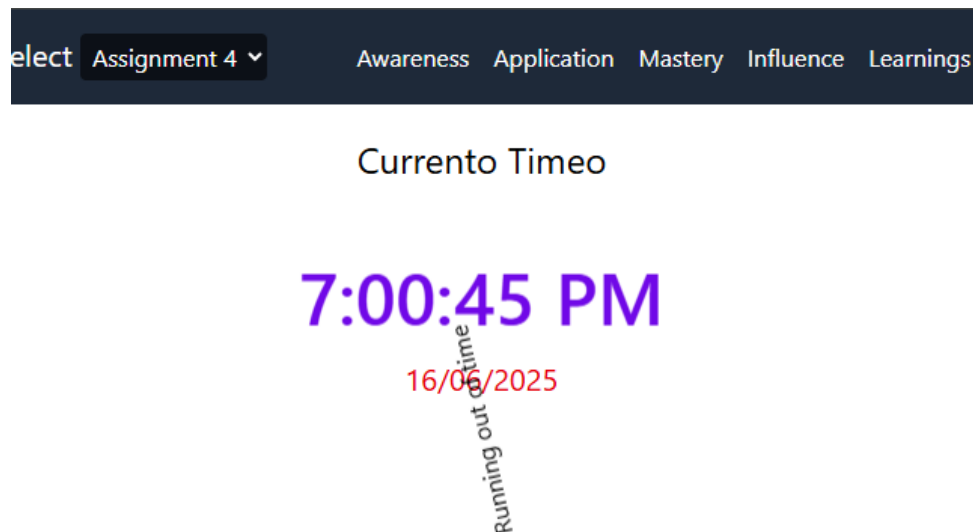 elect Assignment 4 Awareness Application Mastery Influence Learnings
Currento Timeo
7:00:45 PM
16/06/2025
Running out of time